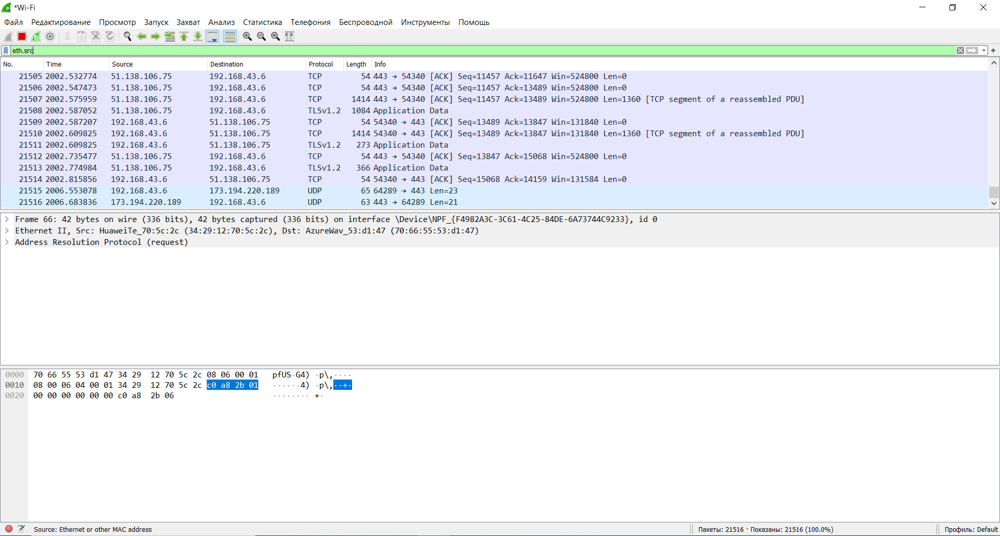 *Wi-Fi
Файл Редактирование Просмотр Запуск Захват Анализ Статистика Телефония Беспроводной Инструменты Помощь
eth.src
No. Time Source Destination Protocol Length Info
21505 2002.532774 51.138.106.75 192.168.43.6 TCP 54 443 → 54340 [ACK] Seq=11457 Ack=11647 Win=524800 Len=0
21506 2002.547473 51.138.106.75 192.168.43.6 TCP 54 443 → 54340 [ACK] Seq=11457 Ack=13489 Win=524800 Len=0
21507 2002.575959 51.138.106.75 192.168.43.6 TCP 1414 443 → 54340 [ACK] Seq=11457 Ack=13489 Win=524800 Len=1360 [TCP segment of a reassembled PDU]
21508 2002.587052 51.138.106.75 192.168.43.6 TLSv1.2 1084 Application Data
21509 2002.587207 192.168.43.6 51.138.106.75 TCP 54 54340 → 443 [ACK] Seq=13489 Ack=13847 Win=131840 Len=0
21510 2002.609825 192.168.43.6 51.138.106.75 TCP 1414 54340 → 443 [ACK] Seq=13489 Ack=13847 Win=131840 Len=1360 [TCP segment of a reassembled PDU]
21511 2002.609825 192.168.43.6 51.138.106.75 TLSv1.2 273 Application Data
21512 2002.735477 51.138.106.75 192.168.43.6 TCP 54 443 → 54340 [ACK] Seq=13847 Ack=15068 Win=524800 Len=0
21513 2002.774984 51.138.106.75 192.168.43.6 TLSv1.2 366 Application Data
21514 2002.815856 192.168.43.6 51.138.106.75 TCP 54 54340 → 443 [ACK] Seq=15068 Ack=14159 Win=131584 Len=0
21515 2006.553078 192.168.43.6 173.194.220.189 UDP 65 64289 → 443 Len=23
21516 2006.683836 173.194.220.189 192.168.43.6 UDP 63 443 → 64289 Len=21
Frame 66: 42 bytes on wire (336 bits), 42 bytes captured (336 bits) on interface \Device\NPF_{F4982A3C-3C61-4C25-84DE-6A73744C9233}, id 0
Ethernet II, Src: HuaweiTe_70:5c:2c (34:29:12:70:5c:2c), Dst: AzureWav_53:d1:47 (70:66:55:53:d1:47)
Address Resolution Protocol (request)
0000 70 66 55 53 d1 47 34 29 12 70 5c 2c 08 06 00 01 pfUS·G4) ·p\,····
0010 08 00 06 04 00 01 34 29 12 70 5c 2c c0 a8 2b 01 ······4) ·p\,··+·
0020 00 00 00 00 00 00 c0 a8 2b 06 ········ +·
Source: Ethernet or other MAC address Пакеты: 21516 · Показаны: 21516 (100.0%) Профиль: Default